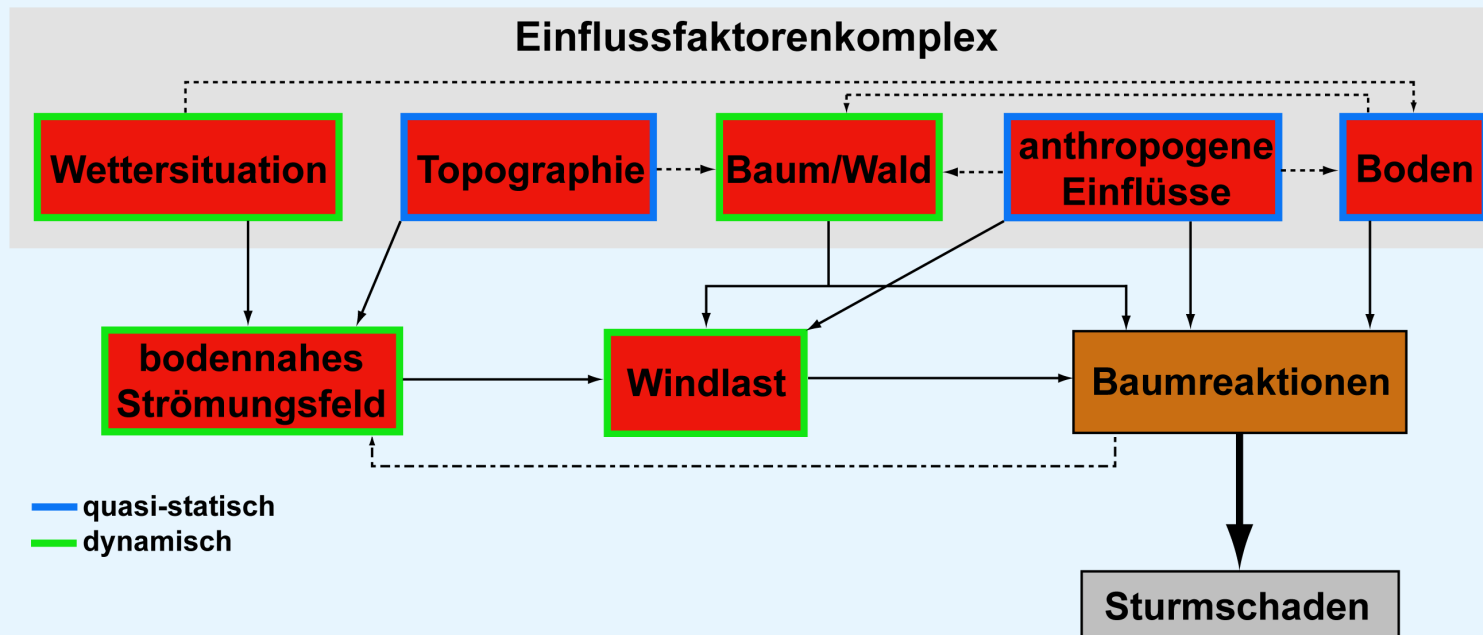 Einflussfaktorenkomplex
Wettersituation
Topographie
Baum/Wald
anthropogene
Einflüsse
Boden
bodennahes
Strömungsfeld
Windlast
Baumreaktionen
quasi-statisch
dynamisch
Sturmschaden